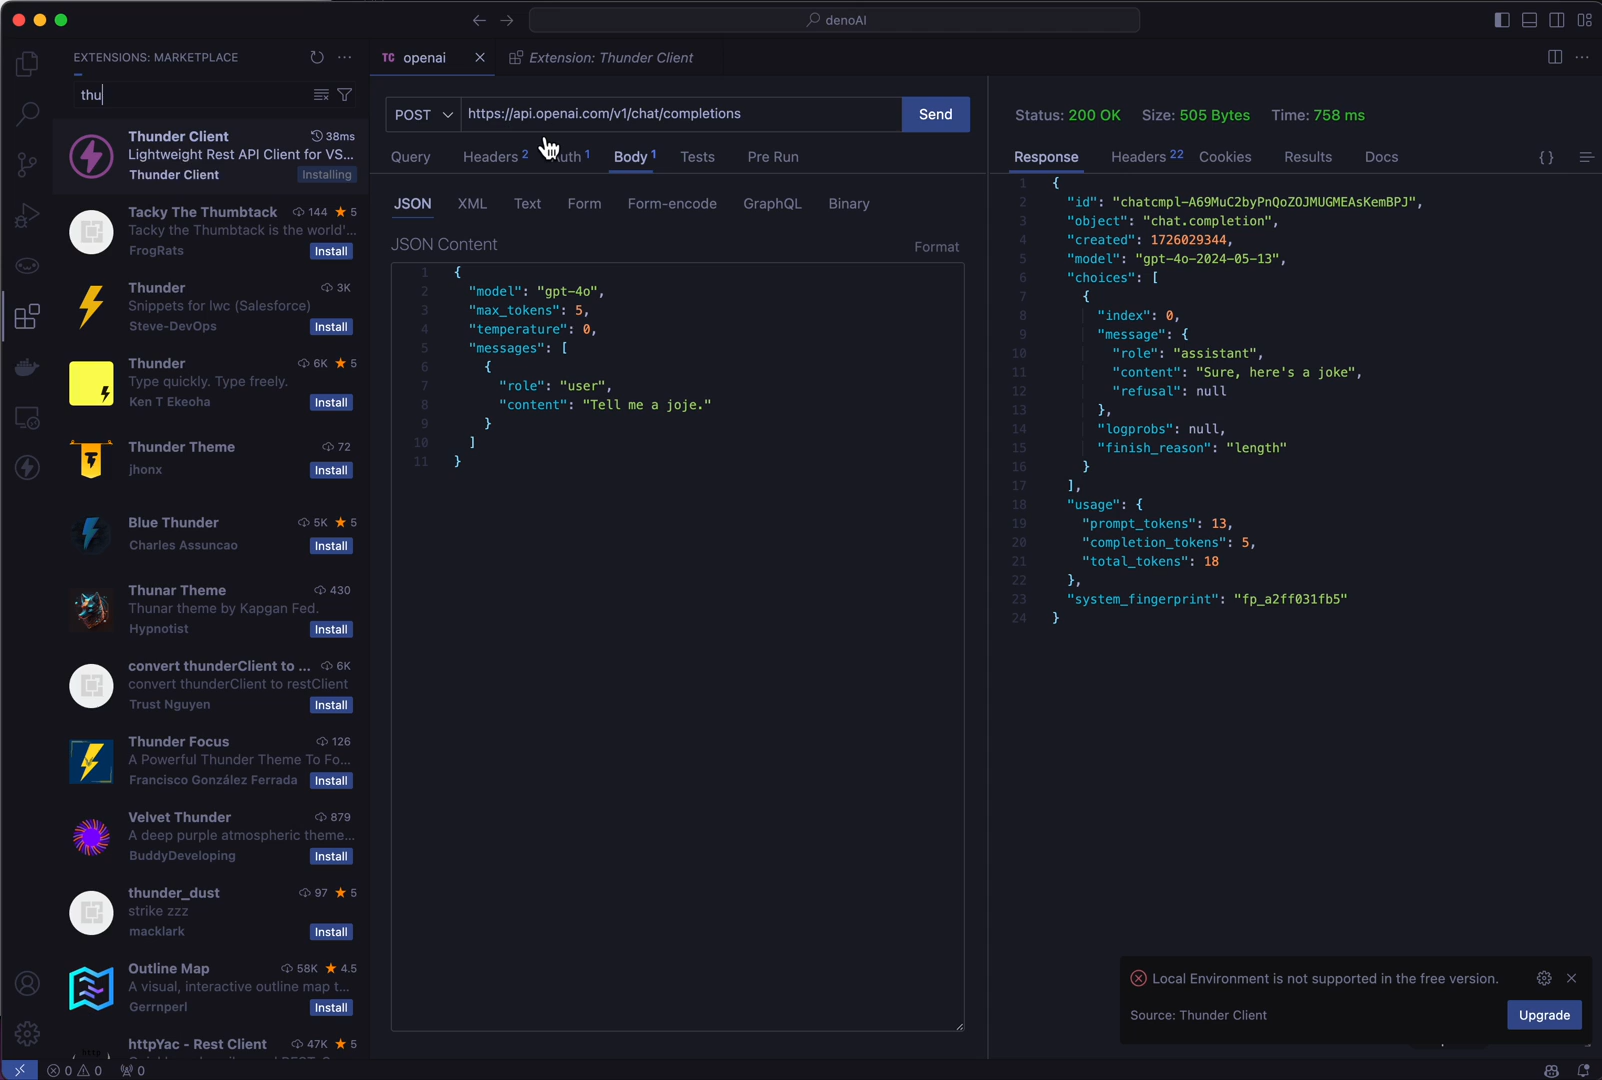 denoAI
EXTENSIONS: MARKETPLACE
thu
Thunder Client 38ms
Lightweight Rest API Client for VS...
Thunder Client Installing
Tacky The Thumbtack 144 5
Tacky the Thumbtack is the world'...
FrogRats Install
Thunder 3K
Snippets for lwc (Salesforce)
Steve-DevOps Install
Thunder 6K 5
Type quickly. Type freely.
Ken T Ekeoha Install
Thunder Theme 72
jhonx Install
Blue Thunder 5K 5
Charles Assuncao Install
Thunar Theme 430
Thunar theme by Kapgan Fed.
Hypnotist Install
convert thunderClient to ... 6K
convert thunderClient to restClient
Trust Nguyen Install
Thunder Focus 126
A Powerful Thunder Theme To Fo...
Francisco González Ferrada Install
Velvet Thunder 879
A deep purple atmospheric theme...
BuddyDeveloping Install
thunder_dust 97 5
strike zzz
macklark Install
Outline Map 58K 4.5
A visual, interactive outline map t...
Gerrnperl Install
httpYac - Rest Client 47K 5
TC openai
Extension: Thunder Client
POST https://api.openai.com/v1/chat/completions Send
Query Headers 2 uth 1 Body 1 Tests Pre Run
JSON XML Text Form Form-encode GraphQL Binary
JSON Content Format
1 {
2 "model": "gpt-4o",
3 "max_tokens": 5,
4 "temperature": 0,
5 "messages": [
6 {
7 "role": "user",
8 "content": "Tell me a joje."
9 }
10 ]
11 }
Status: 200 OK Size: 505 Bytes Time: 758 ms
Response Headers 22 Cookies Results Docs { }
1 {
2 "id": "chatcmpl-A69MuC2byPnQoZOJMUGMEAsKemBPJ",
3 "object": "chat.completion",
4 "created": 1726029344,
5 "model": "gpt-4o-2024-05-13",
6 "choices": [
7 {
8 "index": 0,
9 "message": {
10 "role": "assistant",
11 "content": "Sure, here's a joke",
12 "refusal": null
13 },
14 "logprobs": null,
15 "finish_reason": "length"
16 }
17 ],
18 "usage": {
19 "prompt_tokens": 13,
20 "completion_tokens": 5,
21 "total_tokens": 18
22 },
23 "system_fingerprint": "fp_a2ff031fb5"
24 }
Local Environment is not supported in the free version.
Source: Thunder Client Upgrade
0 0 0